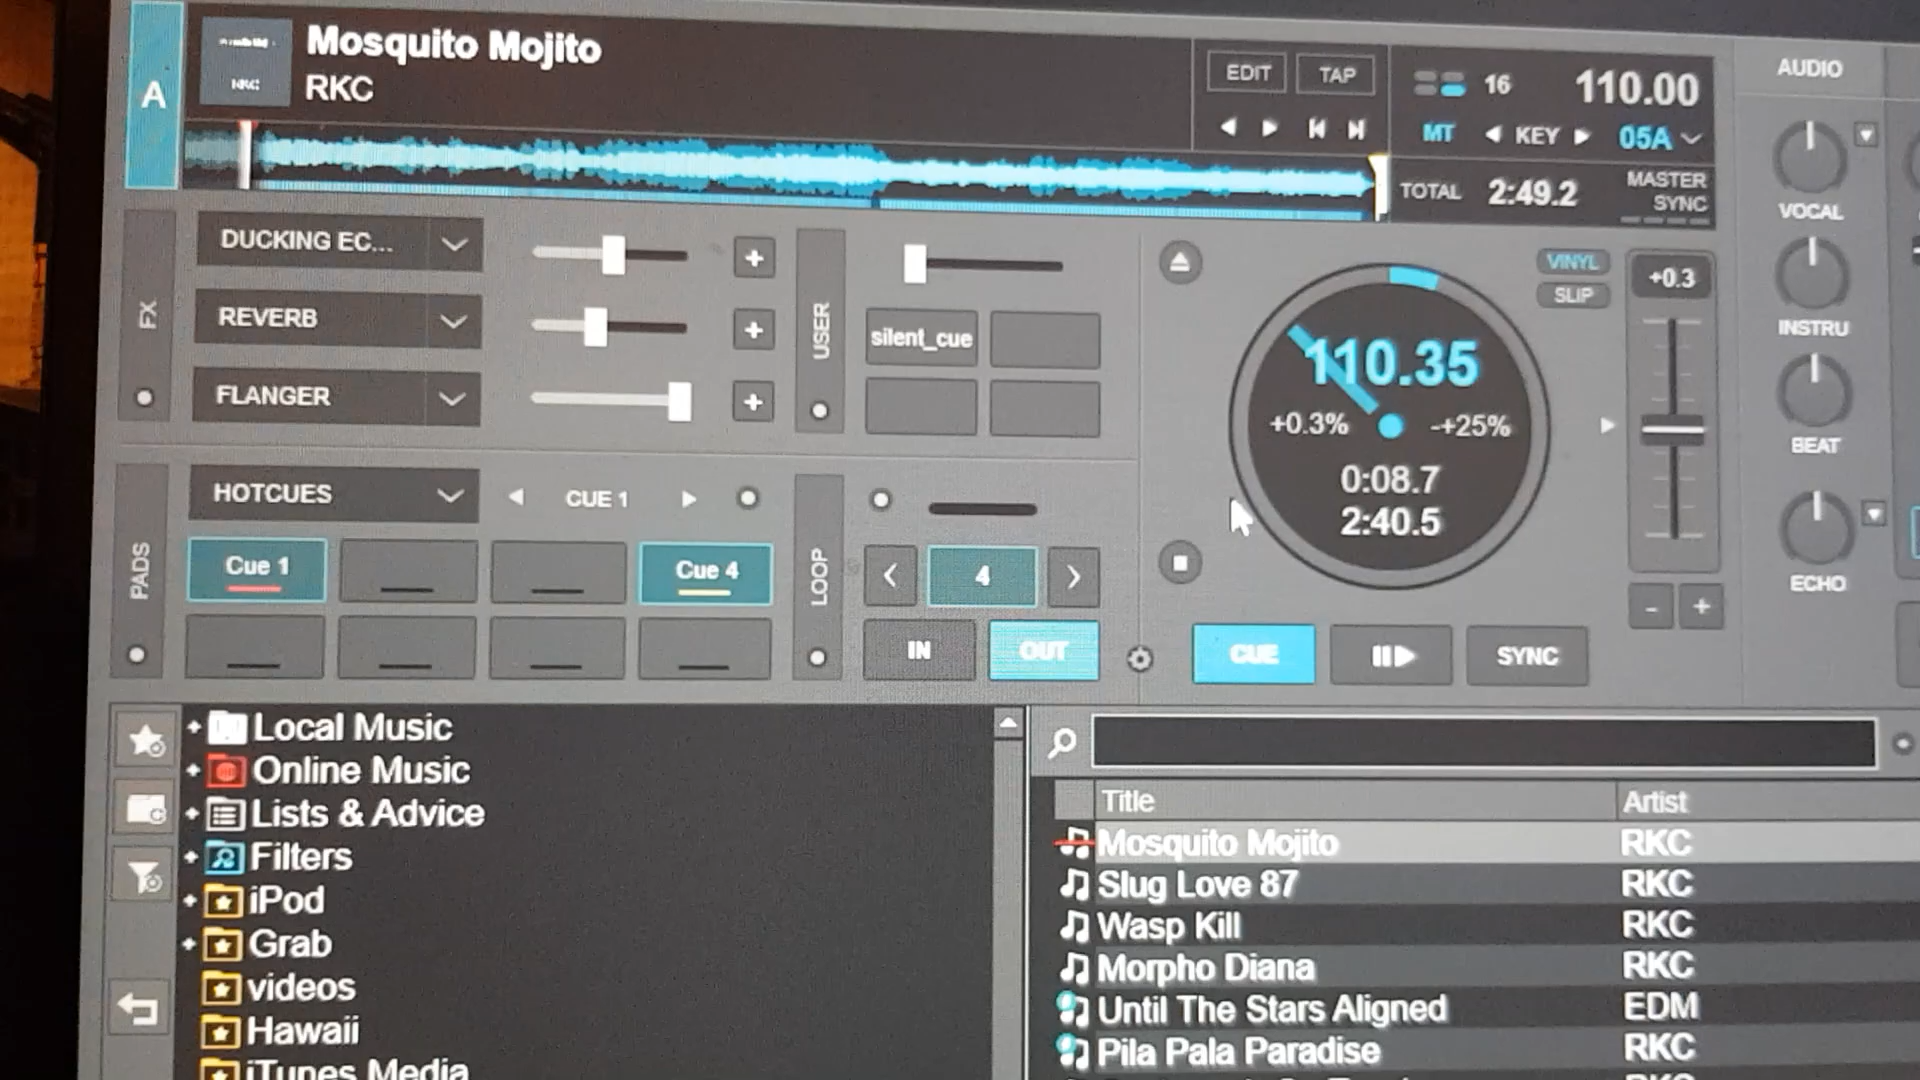 A
Mosquito Mojito
RKC
RKC
EDIT
TAP
16
110.00
MT
KEY
05A
TOTAL
2:49.2
MASTER
SYNC
AUDIO
VOCAL
INSTRU
BEAT
ECHO
FX
DUCKING EC...
REVERB
FLANGER
+
+
+
USER
silent_cue
VINYL
SLIP
+0.3
110.35
+0.3%
-+25%
0:08.7
2:40.5
PADS
HOTCUES
CUE 1
Cue 1
Cue 4
LOOP
<
4
>
IN
OUT
CUE
SYNC
-
+
Local Music
Online Music
Lists & Advice
Filters
iPod
Grab
videos
Hawaii
iTunes Media
Title
Artist
Mosquito Mojito
RKC
Slug Love 87
RKC
Wasp Kill
RKC
Morpho Diana
RKC
Until The Stars Aligned
EDM
Pila Pala Paradise
RKC